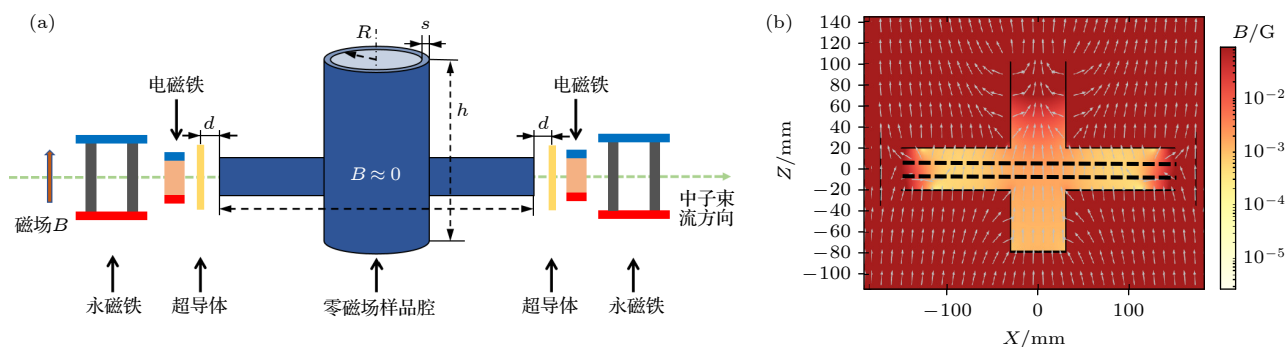 (a)
R
s
电磁铁
电磁铁
d
h
d
B ≈ 0
磁场B
中子束
流方向
永磁铁
超导体
零磁场样品腔
超导体
永磁铁
(b)
B/G
140
120
100
80
60
40
20
0
−20
−40
−60
−80
−100
Z/mm
−100
0
100
X/mm
10⁻²
10⁻³
10⁻⁴
10⁻⁵